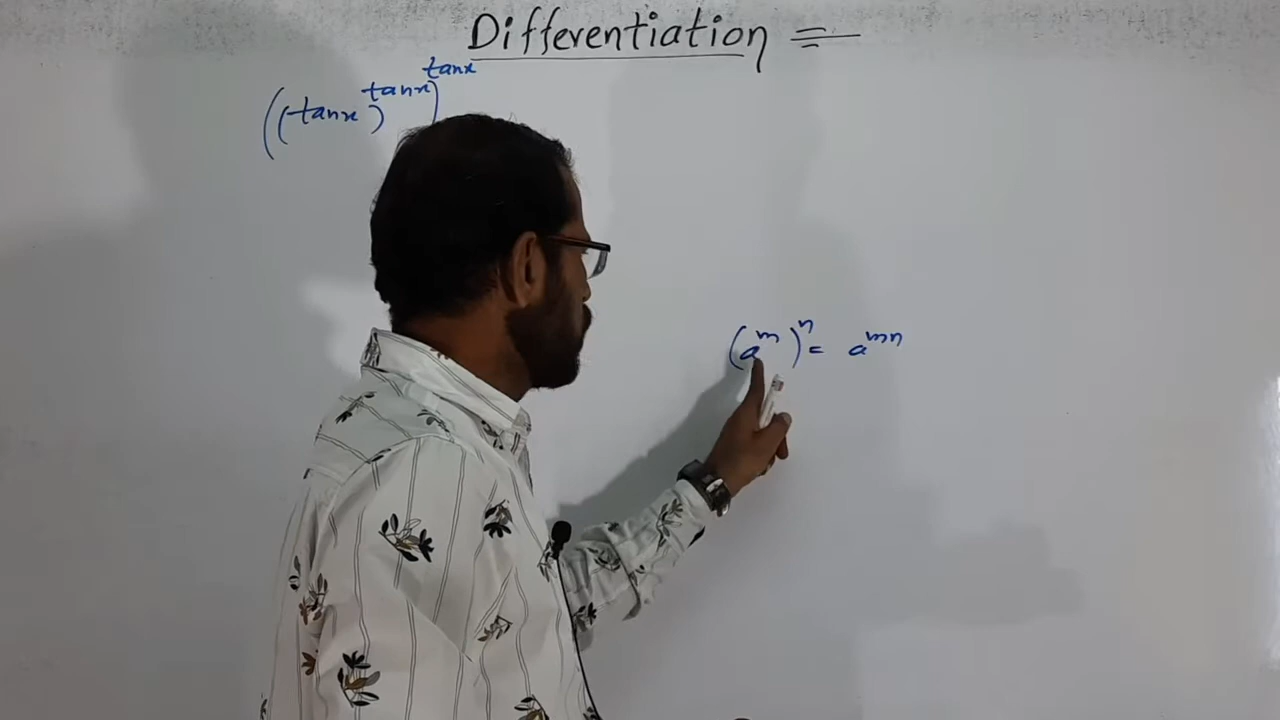 Differentiation =
((tanx)^tanx)^tanx
(a^m)^n = a^mn